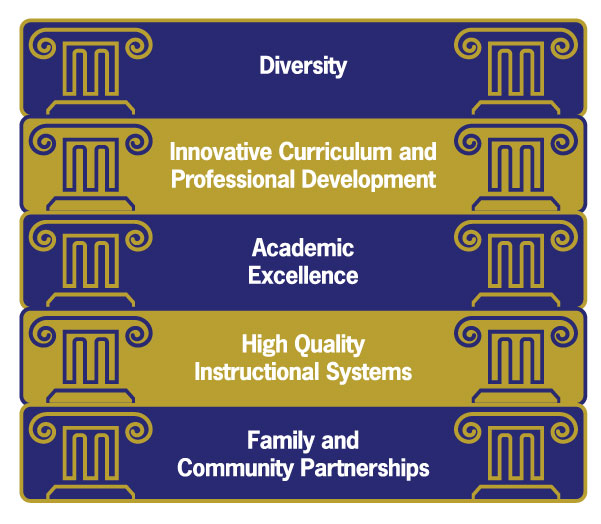 Diversity
Innovative Curriculum and
Professional Development
Academic
Excellence
High Quality
Instructional Systems
Family and
Community Partnerships